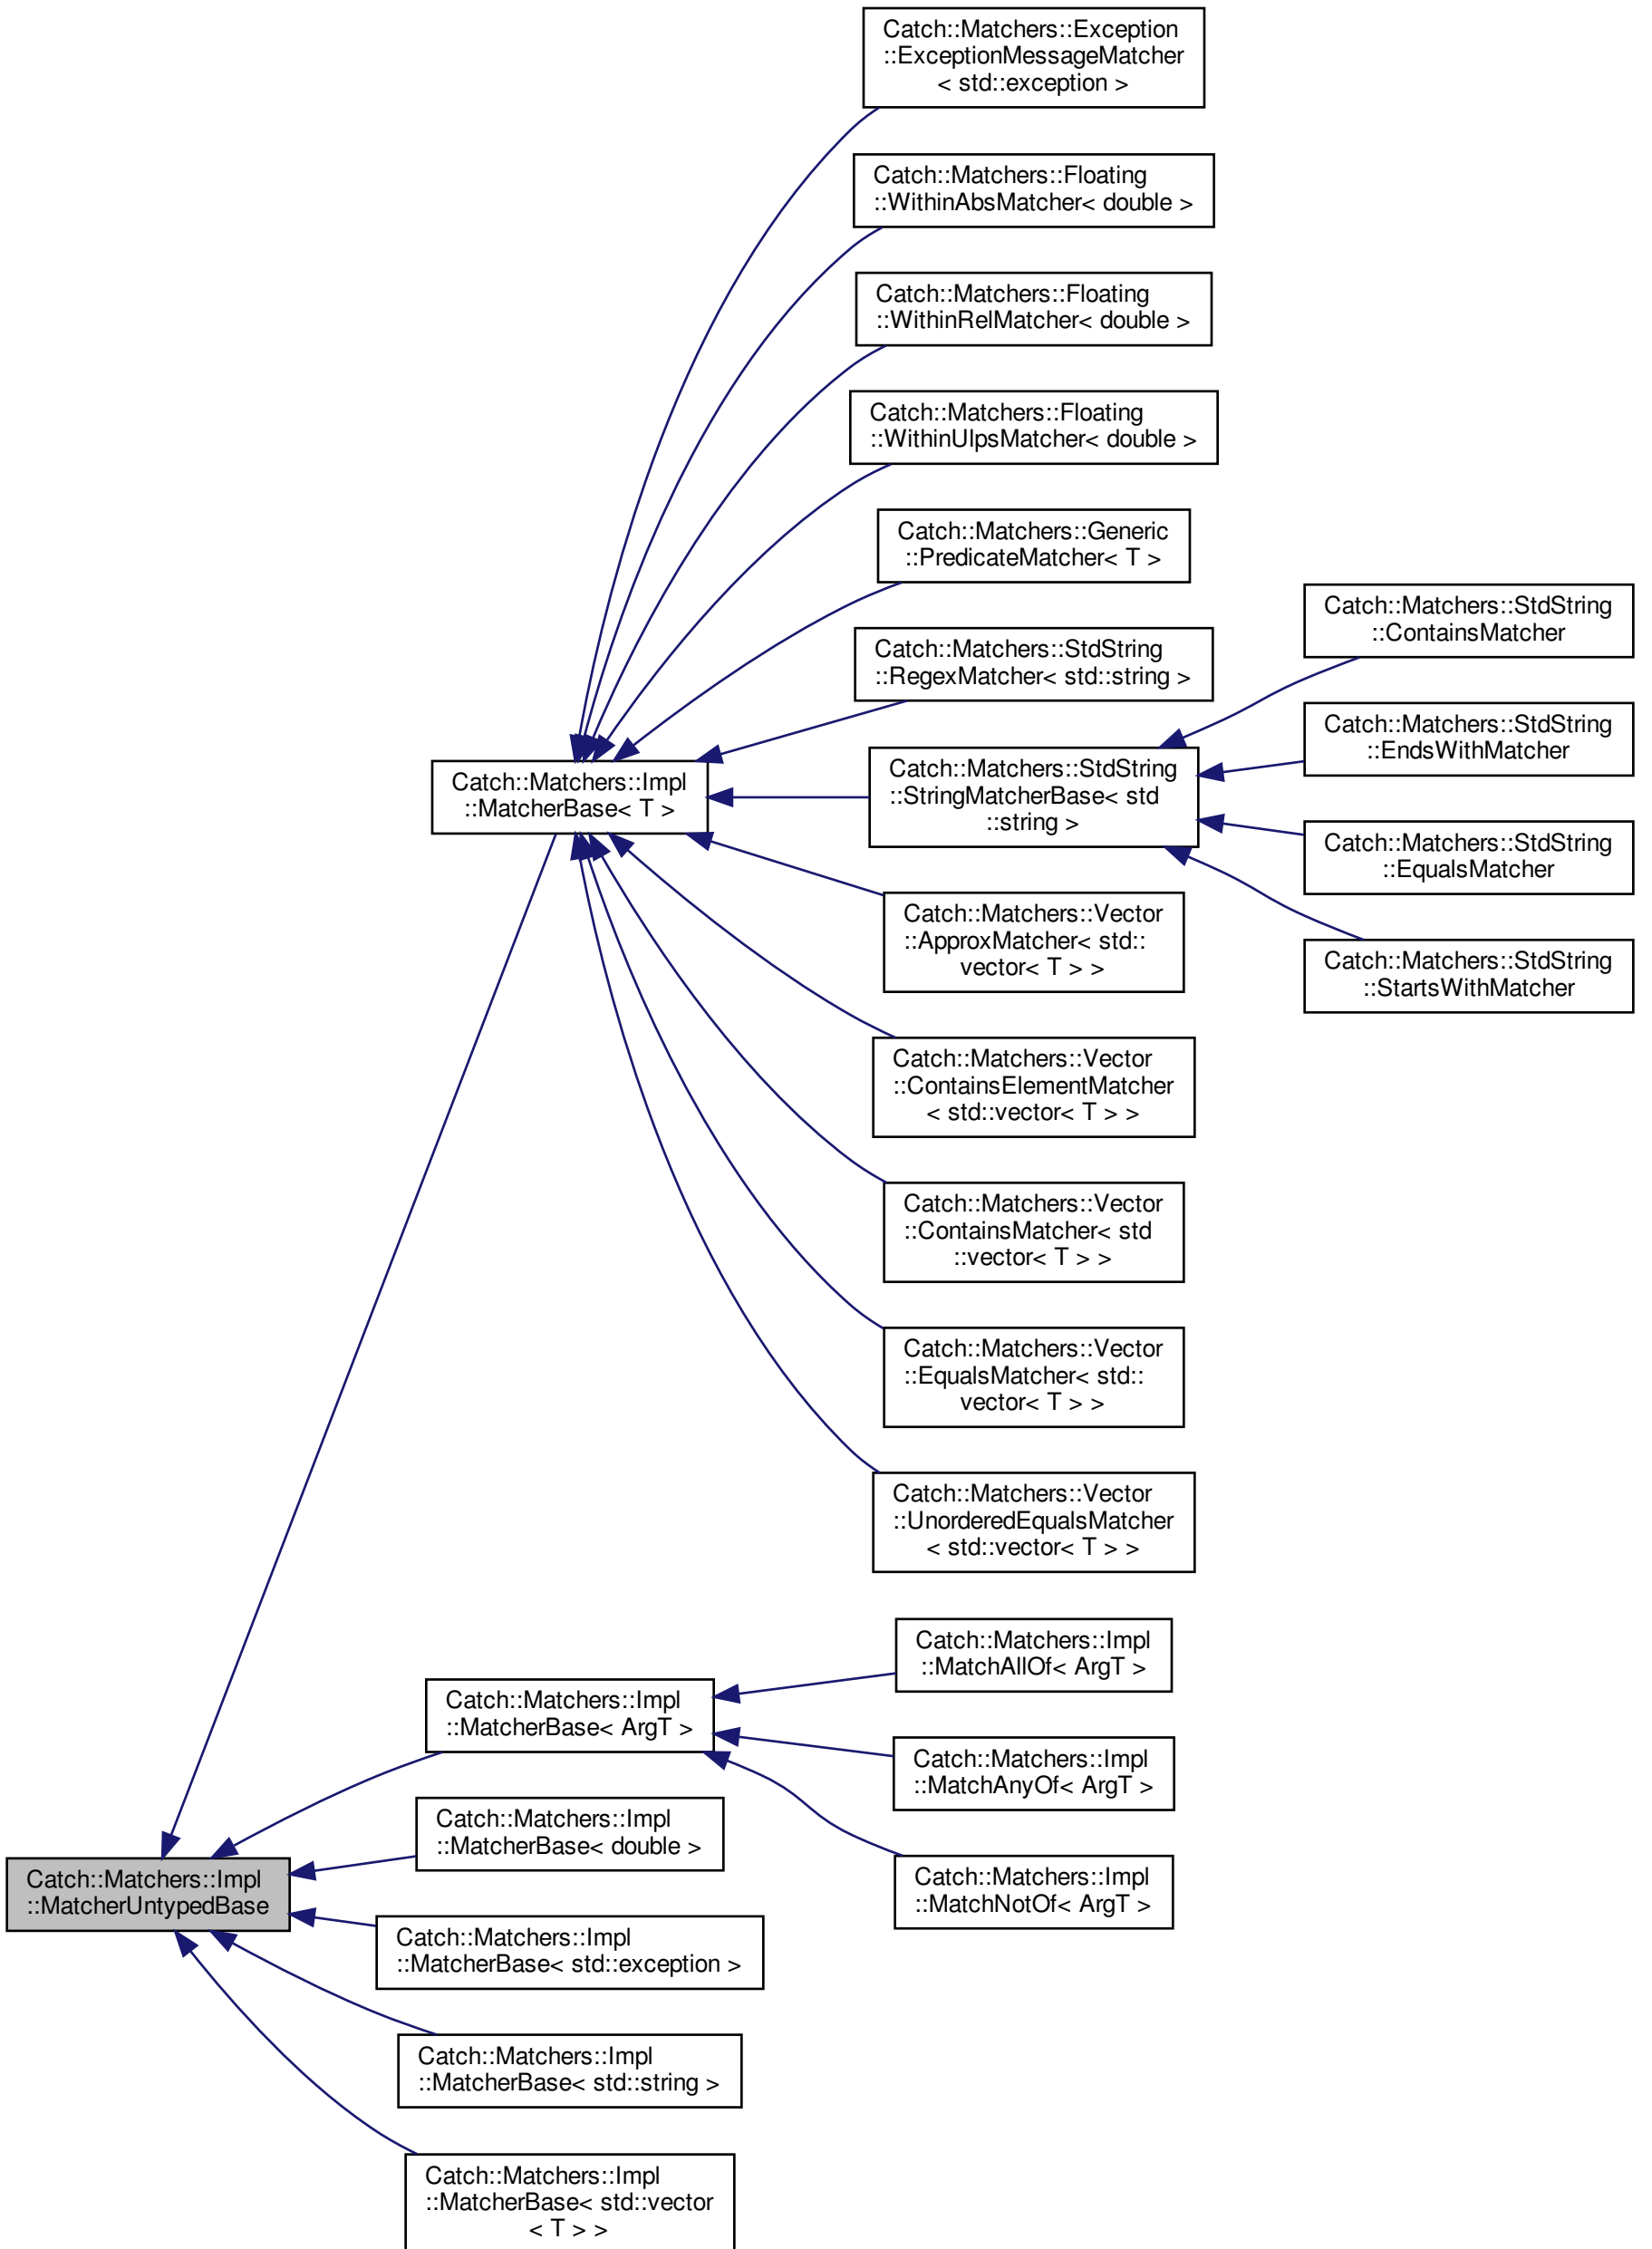 Catch::Matchers::Exception
::ExceptionMessageMatcher
< std::exception >
Catch::Matchers::Floating
::WithinAbsMatcher< double >
Catch::Matchers::Floating
::WithinRelMatcher< double >
Catch::Matchers::Floating
::WithinUlpsMatcher< double >
Catch::Matchers::Generic
::PredicateMatcher< T >
Catch::Matchers::StdString
::RegexMatcher< std::string >
Catch::Matchers::StdString
::ContainsMatcher
Catch::Matchers::StdString
::EndsWithMatcher
Catch::Matchers::Impl
::MatcherBase< T >
Catch::Matchers::StdString
::StringMatcherBase< std
::string >
Catch::Matchers::StdString
::EqualsMatcher
Catch::Matchers::StdString
::StartsWithMatcher
Catch::Matchers::Vector
::ApproxMatcher< std::
vector< T > >
Catch::Matchers::Vector
::ContainsElementMatcher
< std::vector< T > >
Catch::Matchers::Vector
::ContainsMatcher< std
::vector< T > >
Catch::Matchers::Vector
::EqualsMatcher< std::
vector< T > >
Catch::Matchers::Vector
::UnorderedEqualsMatcher
< std::vector< T > >
Catch::Matchers::Impl
::MatchAllOf< ArgT >
Catch::Matchers::Impl
::MatcherBase< ArgT >
Catch::Matchers::Impl
::MatchAnyOf< ArgT >
Catch::Matchers::Impl
::MatcherBase< double >
Catch::Matchers::Impl
::MatchNotOf< ArgT >
Catch::Matchers::Impl
::MatcherUntypedBase
Catch::Matchers::Impl
::MatcherBase< std::exception >
Catch::Matchers::Impl
::MatcherBase< std::string >
Catch::Matchers::Impl
::MatcherBase< std::vector
< T > >